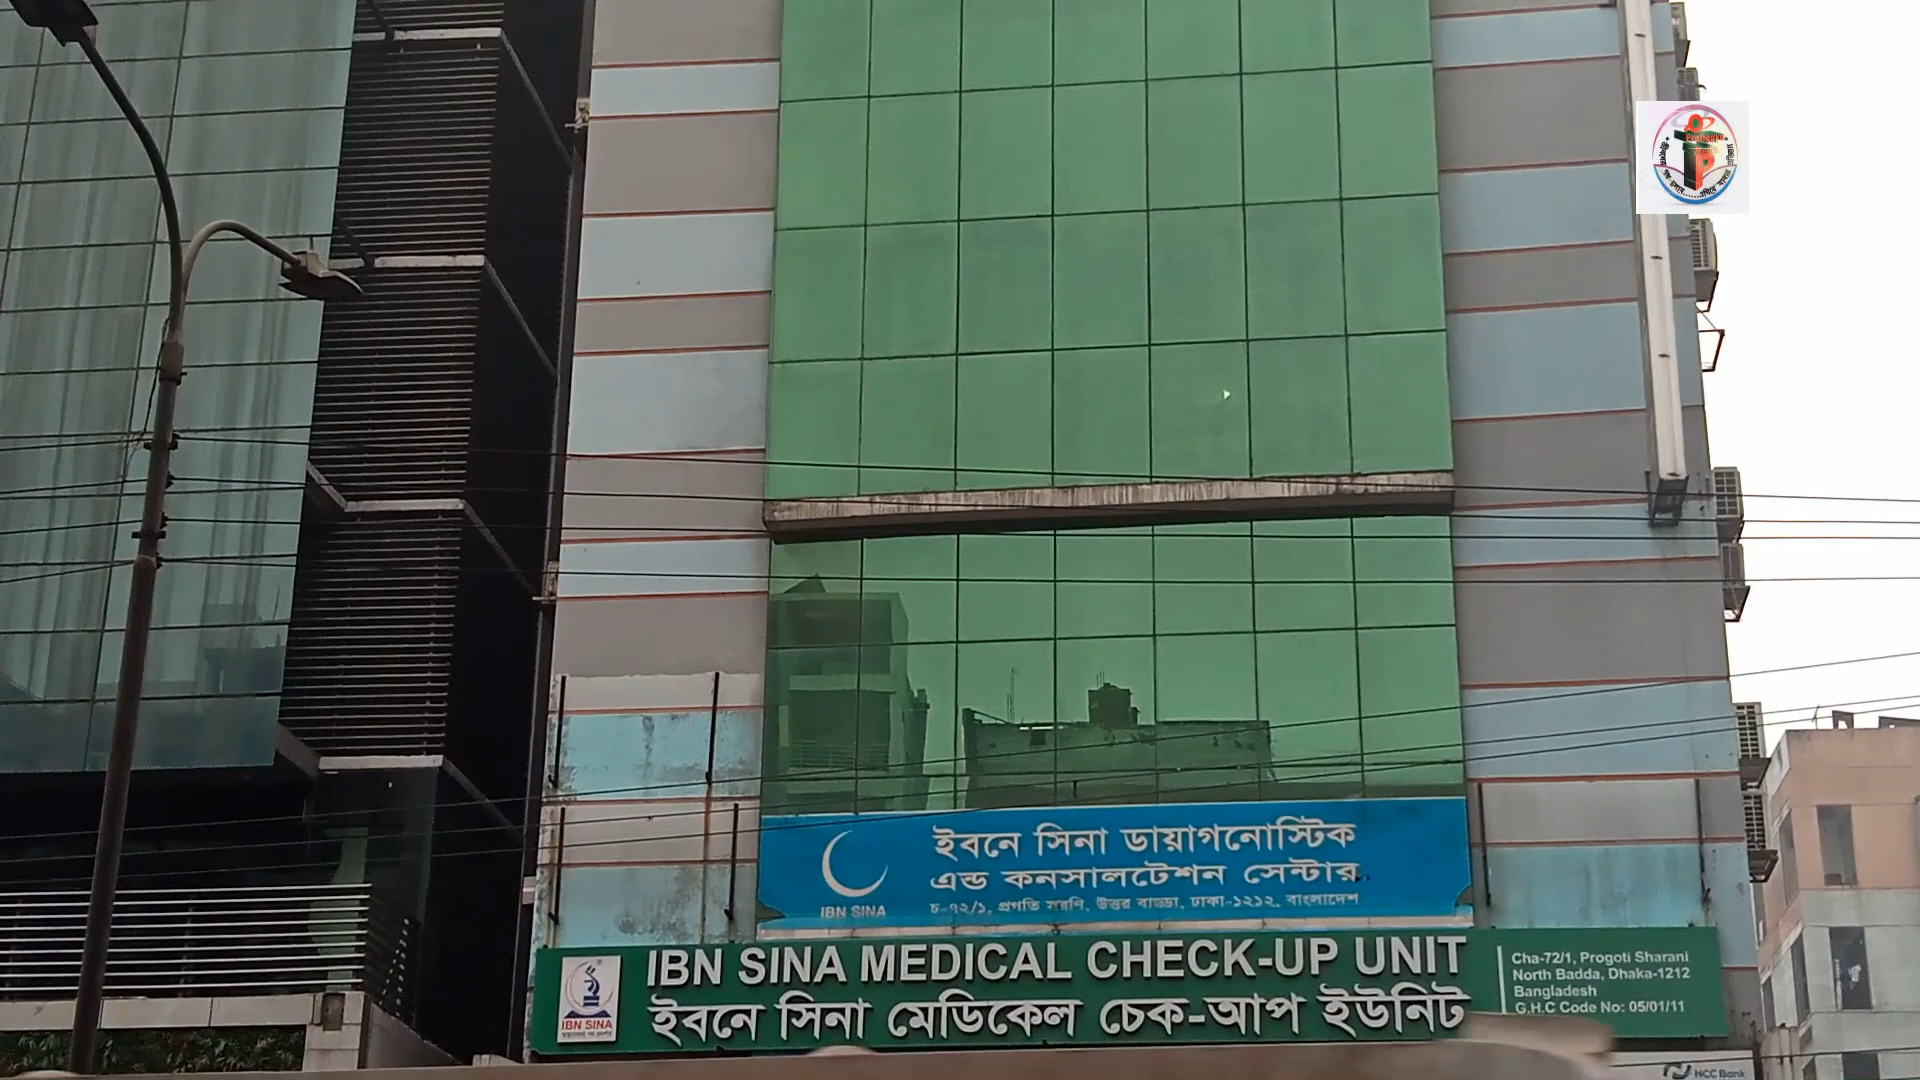 ইবনে সিনা ডায়াগনোস্টিক
এন্ড কনসালটেশন সেন্টার
IBN SINA
চ-৭২/১, প্রগতি সরণি, উত্তর বাড্ডা, ঢাকা-১২১২, বাংলাদেশ
IBN SINA MEDICAL CHECK-UP UNIT
ইবনে সিনা মেডিকেল চেক-আপ ইউনিট
IBN SINA
Cha-72/1, Progoti Sharani
North Badda, Dhaka-1212
Bangladesh
G.H.C Code No: 05/01/11
NCC Bank